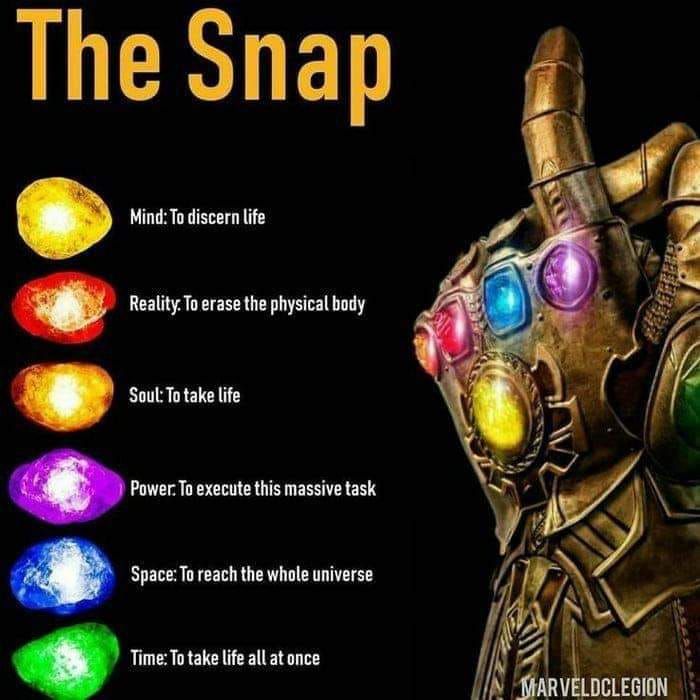 The Snap
Mind: To discern life
Reality: To erase the physical body
Soul: To take life
Power: To execute this massive task
Space: To reach the whole universe
Time: To take life all at once
MARVELDCLEGION